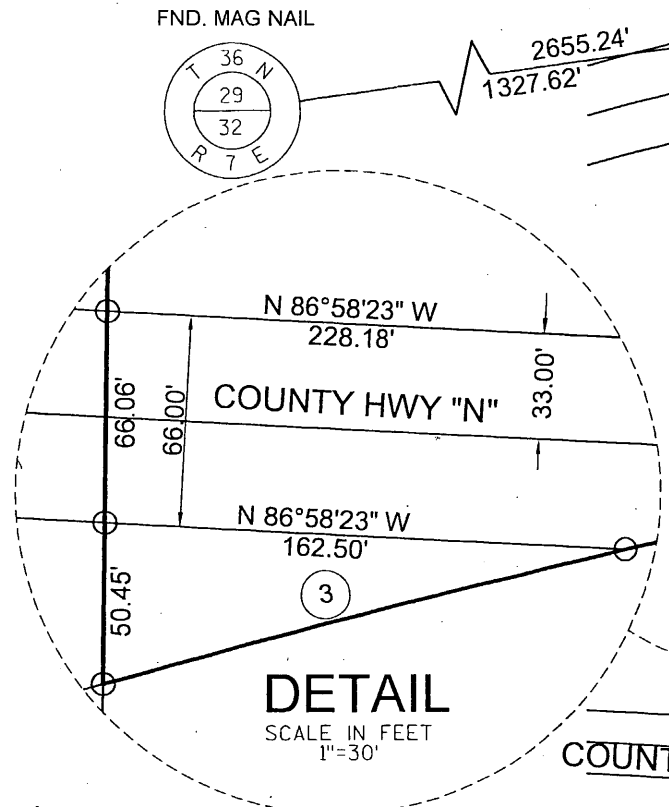 FND. MAG NAIL
T 36 N
29
32
R 7 E
2655.24'
1327.62'
N 86°58'23" W
228.18'
66.06'
66.00'
COUNTY HWY "N"
33.00'
N 86°58'23" W
162.50'
50.45'
3
DETAIL
SCALE IN FEET
1"=30'
COUNT